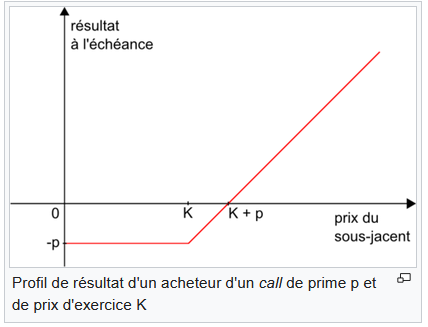 résultat
à l'échéance
0
K
K + p
prix du
sous-jacent
-p
Profil de résultat d'un acheteur d'un call de prime p et
de prix d'exercice K